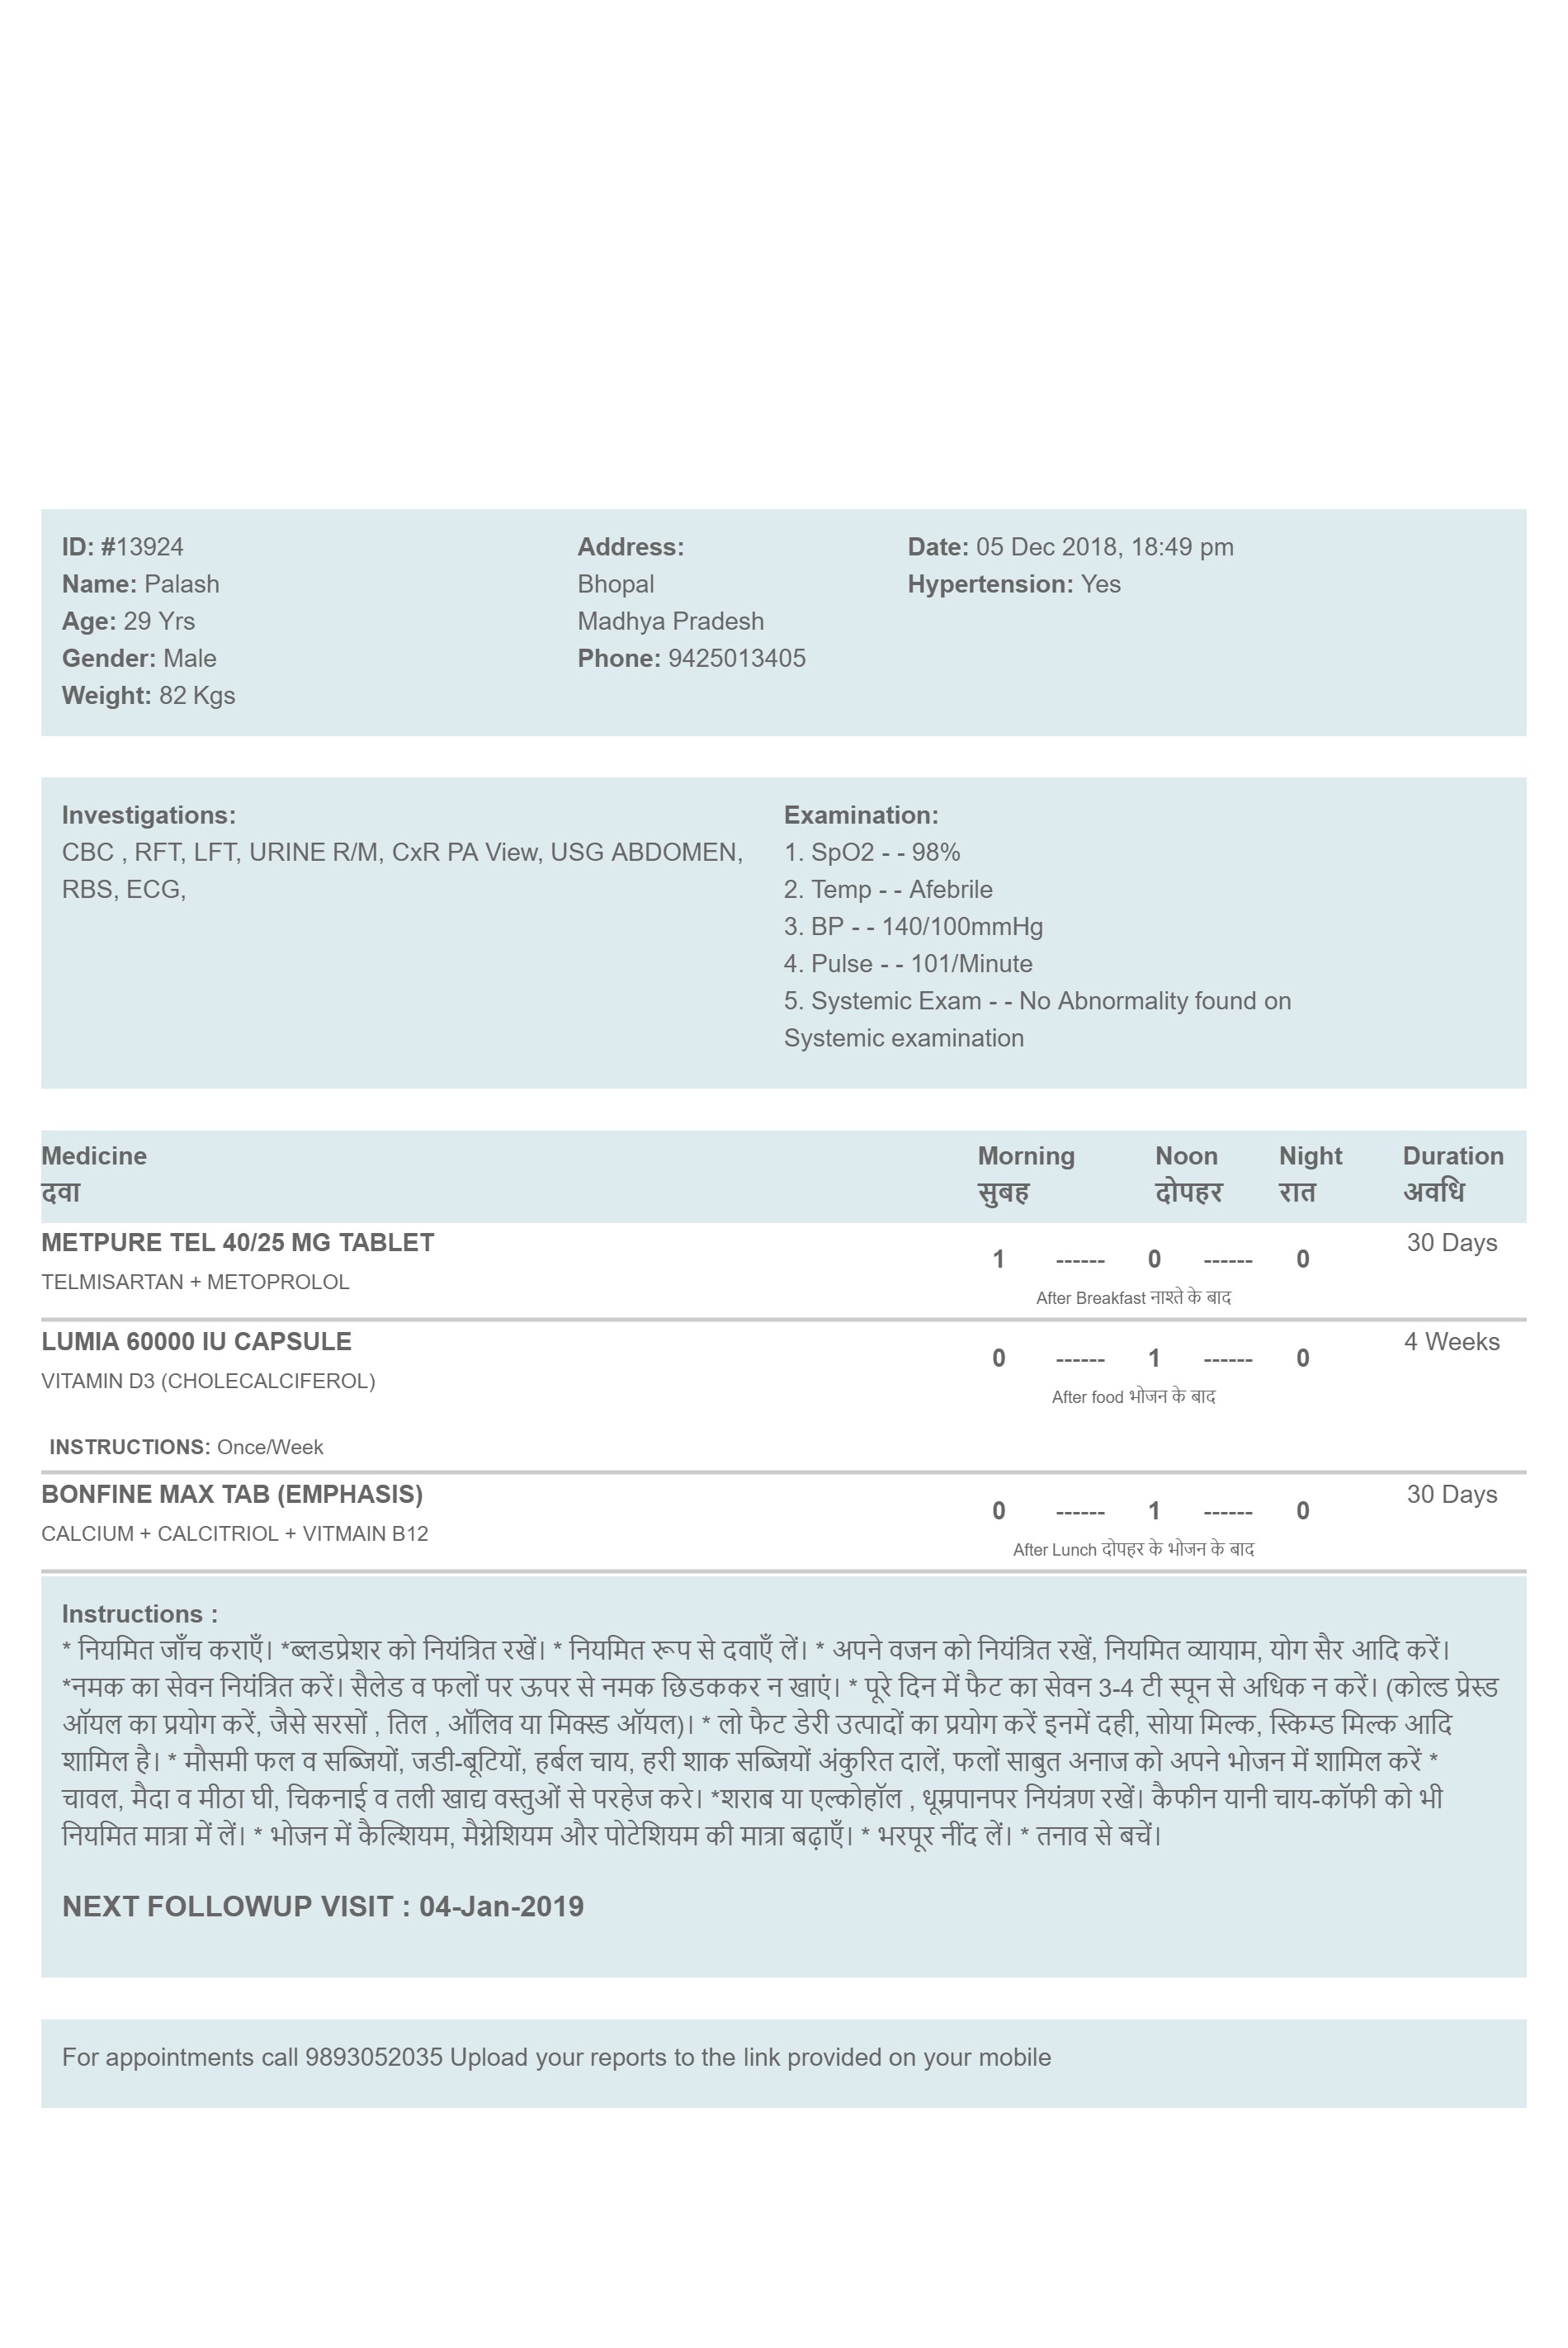 ID: #13924
Name: Palash
Age: 29 Yrs
Gender: Male
Weight: 82 Kgs
Address:
Bhopal
Madhya Pradesh
Phone: 9425013405
Date: 05 Dec 2018, 18:49 pm
Hypertension: Yes
Investigations:
CBC , RFT, LFT, URINE R/M, CxR PA View, USG ABDOMEN,
RBS, ECG,
Examination:
1. SpO2 - - 98%
2. Temp - - Afebrile
3. BP - - 140/100mmHg
4. Pulse - - 101/Minute
5. Systemic Exam - - No Abnormality found on
Systemic examination
Medicine Morning Noon Night Duration
दवा सुबह दोपहर रात अवधि
METPURE TEL 40/25 MG TABLET 30 Days
1 ------ 0 ------ 0
TELMISARTAN + METOPROLOL
After Breakfast नाश्ते के बाद
LUMIA 60000 IU CAPSULE 4 Weeks
0 ------ 1 ------ 0
VITAMIN D3 (CHOLECALCIFEROL)
After food भोजन के बाद
INSTRUCTIONS: Once/Week
BONFINE MAX TAB (EMPHASIS) 30 Days
0 ------ 1 ------ 0
CALCIUM + CALCITRIOL + VITMAIN B12
After Lunch दोपहर के भोजन के बाद
Instructions :
* नियमित जाँच कराएँ। *ब्लडप्रेशर को नियंत्रित रखें। * नियमित रूप से दवाएँ लें। * अपने वजन को नियंत्रित रखें, नियमित व्यायाम, योग सैर आदि करें।
*नमक का सेवन नियंत्रित करें। सैलेड व फलों पर ऊपर से नमक छिडककर न खाएं। * पूरे दिन में फैट का सेवन 3-4 टी स्पून से अधिक न करें। (कोल्ड प्रेस्ड
ऑयल का प्रयोग करें, जैसे सरसों , तिल , ऑलिव या मिक्स्ड ऑयल)। * लो फैट डेरी उत्पादों का प्रयोग करें इनमें दही, सोया मिल्क, स्किम्ड मिल्क आदि
शामिल है। * मौसमी फल व सब्जियों, जडी-बूटियों, हर्बल चाय, हरी शाक सब्जियों अंकुरित दालें, फलों साबुत अनाज को अपने भोजन में शामिल करें *
चावल, मैदा व मीठा घी, चिकनाई व तली खाद्य वस्तुओं से परहेज करे। *शराब या एल्कोहॉल , धूम्रपानपर नियंत्रण रखें। कैफीन यानी चाय-कॉफी को भी
नियमित मात्रा में लें। * भोजन में कैल्शियम, मैग्नेशियम और पोटेशियम की मात्रा बढ़ाएँ। * भरपूर नींद लें। * तनाव से बचें।
NEXT FOLLOWUP VISIT : 04-Jan-2019
For appointments call 9893052035 Upload your reports to the link provided on your mobile